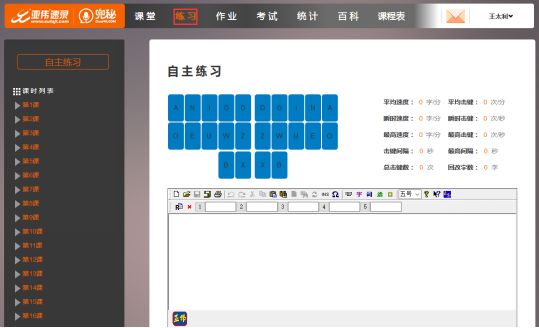 亚伟速录 兜秘 课堂 练习 作业 考试 统计 百科 课程表 王太利
www.suluji.com
自主练习
课时列表
第1课
第2课
第3课
第4课
第5课
第6课
第7课
第8课
第9课
第10课
第11课
第12课
第13课
第14课
第15课
第16课
自主练习
A N I G D D G I N A
O E U W Z Z W U E O
B X X B
平均速度： 0 字/分 平均击键： 0 次/分
瞬时速度： 0 字/分 瞬时击键： 0 次/秒
最高速度： 0 字/分 最高击键： 0 次/秒
击键间隔： 0 秒 最高间隔： 0 秒
总击键数： 0 次 回改字数： 0 字
字 词 五号
1 2 3 4 5